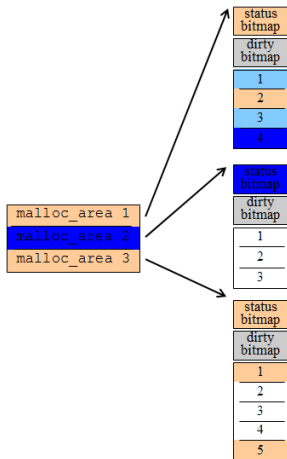 status
bitmap
dirty
bitmap
1
2
3
4
malloc_area 1
malloc_area 2
malloc_area 3
status
bitmap
dirty
bitmap
1
2
3
status
bitmap
dirty
bitmap
1
2
3
4
5